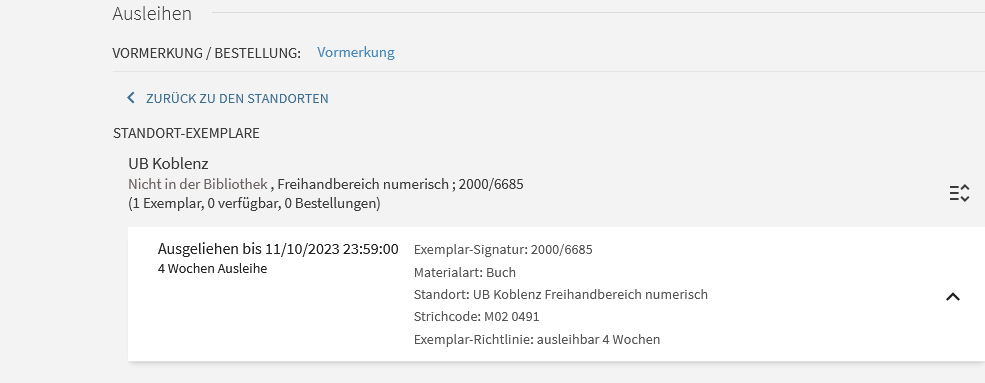 Ausleihen
VORMERKUNG / BESTELLUNG: Vormerkung
ZURÜCK ZU DEN STANDORTEN
STANDORT-EXEMPLARE
UB Koblenz
Nicht in der Bibliothek , Freihandbereich numerisch ; 2000/6685
(1 Exemplar, 0 verfügbar, 0 Bestellungen)
Ausgeliehen bis 11/10/2023 23:59:00
4 Wochen Ausleihe
Exemplar-Signatur: 2000/6685
Materialart: Buch
Standort: UB Koblenz Freihandbereich numerisch
Strichcode: M02 0491
Exemplar-Richtlinie: ausleihbar 4 Wochen